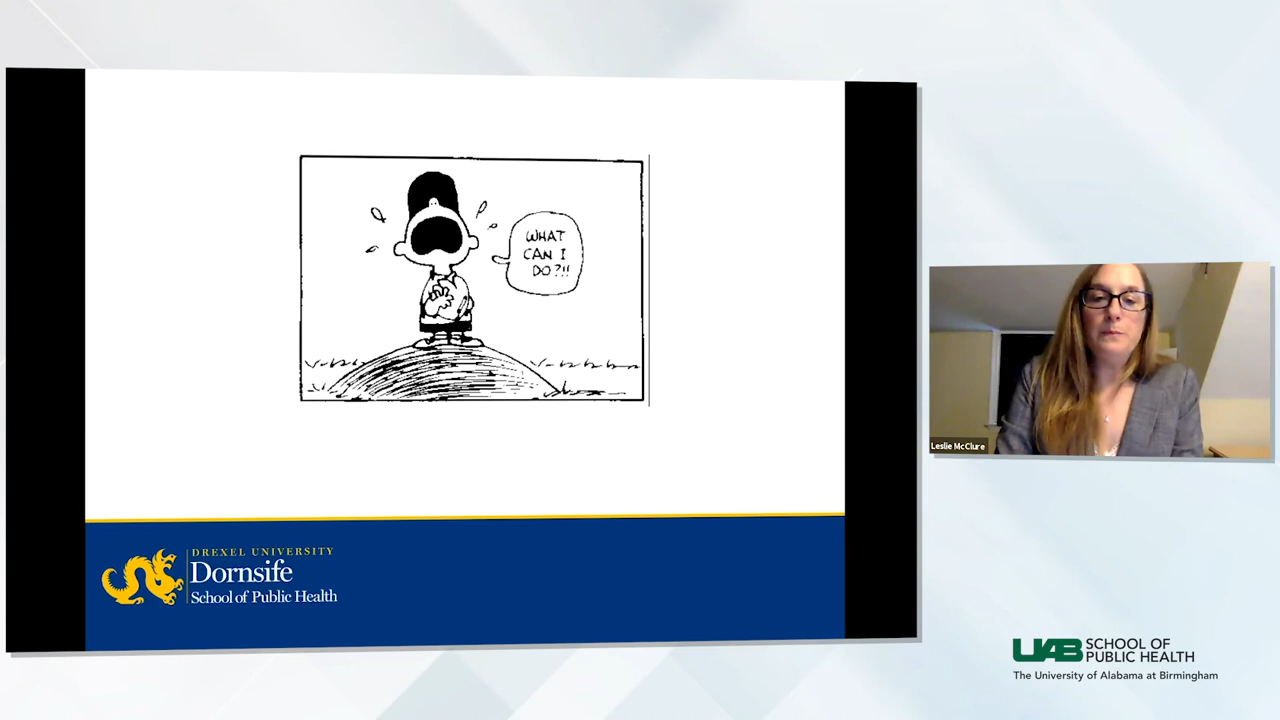 WHAT
CAN I
DO?!!
DREXEL UNIVERSITY
Dornsife
School of Public Health
Leslie McClure
UAB SCHOOL OF
PUBLIC HEALTH
The University of Alabama at Birmingham